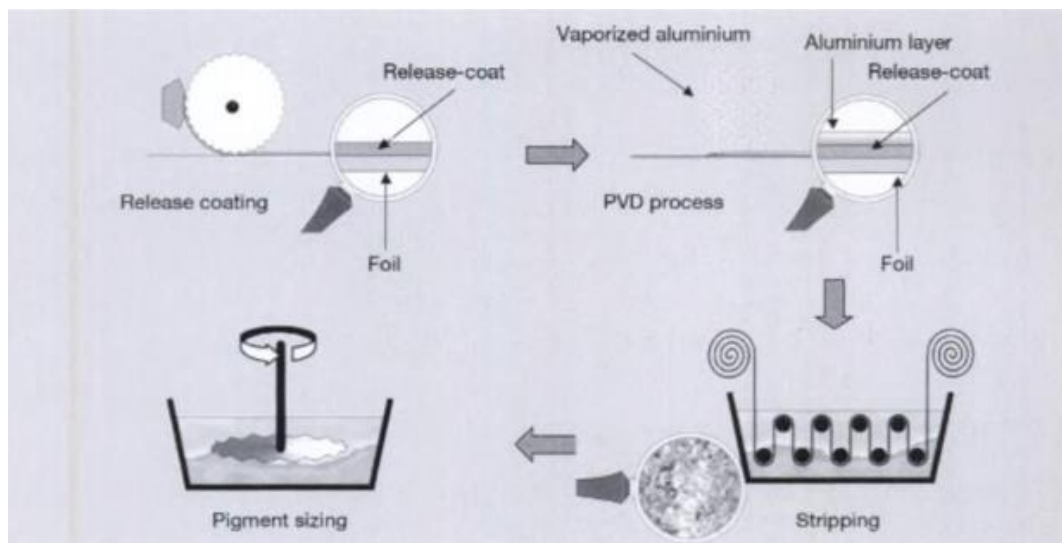 Vaporized aluminium
Aluminium layer
Release-coat
Release-coat
Release coating
PVD process
Foil
Foil
Pigment sizing
Stripping